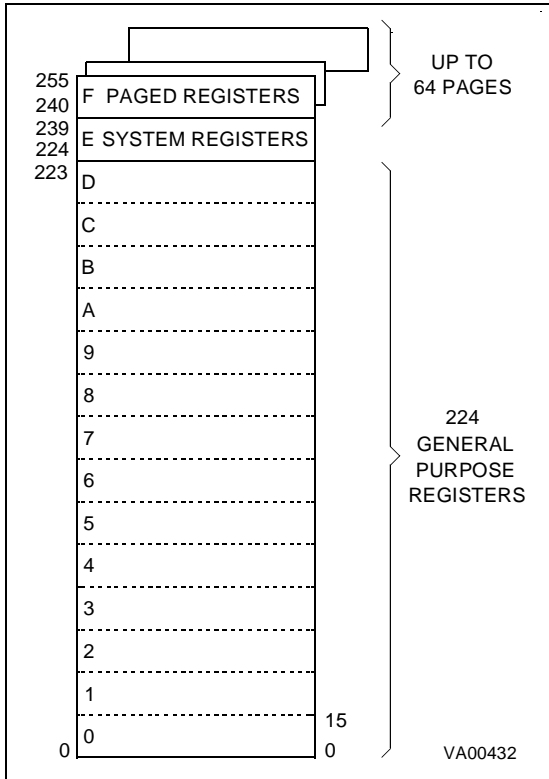 UP TO
64 PAGES
255
F PAGED REGISTERS
240
239
E SYSTEM REGISTERS
224
223
D
C
B
A
9
8
7
6
5
4
3
2
1
0
0
15
0
224
GENERAL
PURPOSE
REGISTERS
VA00432